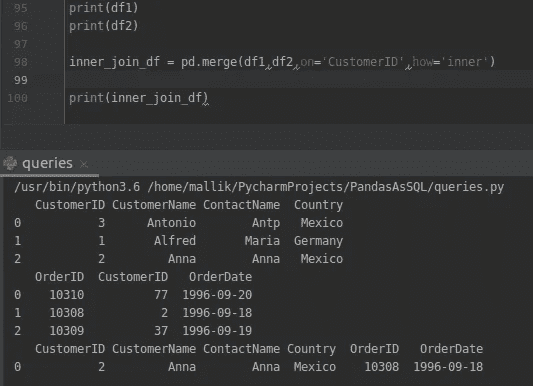 95 print(df1)
96 print(df2)
97
98 inner_join_df = pd.merge(df1,df2,on='CustomerID',how='inner')
99
100 print(inner_join_df)
queries ×
/usr/bin/python3.6 /home/mallik/PycharmProjects/PandasAsSQL/queries.py
CustomerID CustomerName ContactName Country
0 3 Antonio Antp Mexico
1 1 Alfred Maria Germany
2 2 Anna Anna Mexico
OrderID CustomerID OrderDate
0 10310 77 1996-09-20
1 10308 2 1996-09-18
2 10309 37 1996-09-19
CustomerID CustomerName ContactName Country OrderID OrderDate
0 2 Anna Anna Mexico 10308 1996-09-18